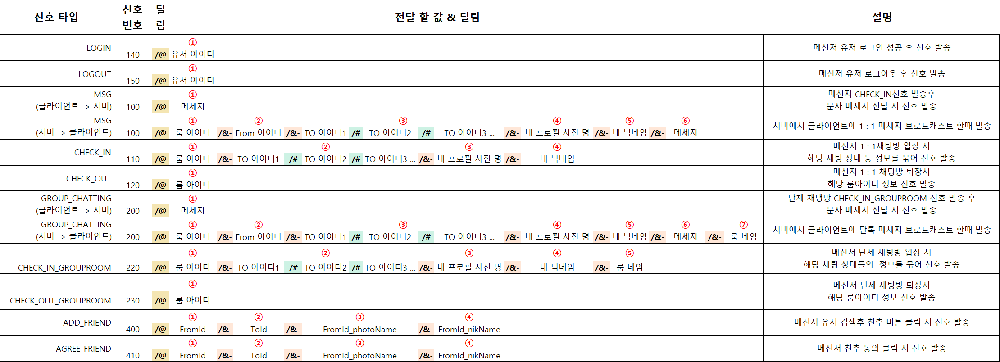 신호 타입 신호 번호 딜림 전달 할 값 & 딜림 설명
①
LOGIN 140 /@ 유저 아이디 메신저 유저 로그인 성공 후 신호 발송
①
LOGOUT 150 /@ 유저 아이디 메신저 유저 로그아웃 후 신호 발송
MSG ① 메신저 CHECK_IN신호 발송후
(클라이언트 -> 서버) 100 /@ 메세지 문자 메세지 전달 시 신호 발송
MSG ① ② ③ ④ ⑤ ⑥
(서버 -> 클라이언트) 100 /@ 룸 아이디 /&- From 아이디 /&- TO 아이디1 /# TO 아이디2 /# TO 아이디3 ... /&- 내 프로필 사진 명 /&- 내 닉네임 /&- 메세지 서버에서 클라이언트에 1 : 1 메세지 브로드캐스트 할때 발송
① ② ③ ④ 메신저 1 : 1채팅방 입장 시
CHECK_IN 110 /@ 룸 아이디 /&- TO 아이디1 /# TO 아이디2 /# TO 아이디3 ... /&- 내 프로필 사진 명 /&- 내 닉네임 해당 채팅 상대 등 정보를 묶어 신호 발송
① 메신저 1 : 1 채팅방 퇴장시
CHECK_OUT 120 /@ 룸 아이디 해당 룸아이디 정보 신호 발송
GROUP_CHATTING ① 단체 채탱방 CHECK_IN_GROUPROOM 신호 발송 후
(클라이언트 -> 서버) 200 /@ 메세지 문자 메세지 전달 시 신호 발송
GROUP_CHATTING ① ② ③ ④ ⑤ ⑥ ⑦
(서버 -> 클라이언트) 200 /@ 룸 아이디 /&- From 아이디 /&- TO 아이디1 /# TO 아이디2 /# TO 아이디3 ... /&- 내 프로필 사진 명 /&- 내 닉네임 /&- 메세지 /&- 룸 네임 서버에서 클라이언트에 단톡 메세지 브로드캐스트 할때 발송
① ② ③ ④ ⑤ 메신저 단체 채팅방 입장 시
CHECK_IN_GROUPROOM 220 /@ 룸 아이디 /&- TO 아이디1 /# TO 아이디2 /# TO 아이디3 ... /&- 내 프로필 사진 명 /&- 내 닉네임 /&- 룸 네임 해당 채팅 상대들의 정보를 묶어 신호 발송
① 메신저 단체 채팅방 퇴장시
CHECK_OUT_GROUPROOM 230 /@ 룸 아이디 해당 룸아이디 정보 신호 발송
① ② ③ ④
ADD_FRIEND 400 /@ FromId /&- ToId /&- FromId_photoName /&- FromId_nikName 메신저 유저 검색후 친추 버튼 클릭 시 신호 발송
① ② ③ ④
AGREE_FRIEND 410 /@ FromId /&- ToId /&- FromId_photoName /&- FromId_nikName 메신저 친추 동의 클릭 시 신호 발송